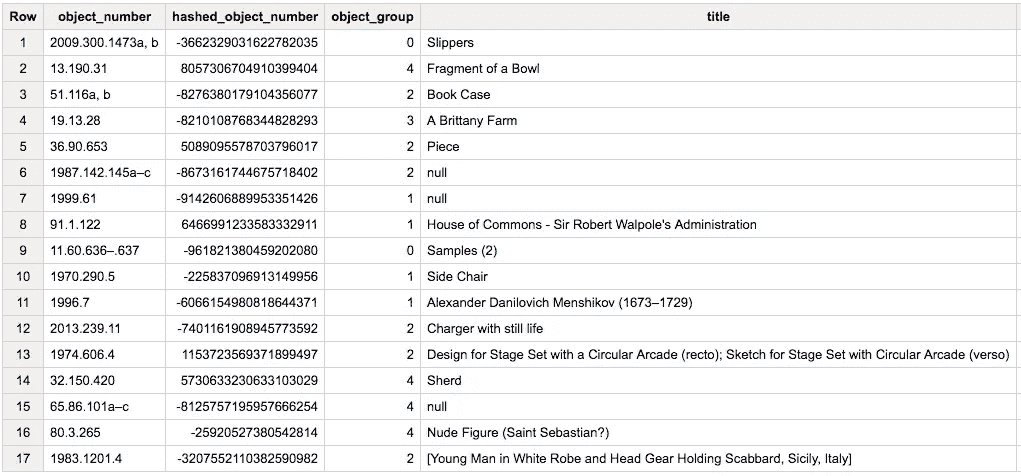 Row object_number hashed_object_number object_group title
1 2009.300.1473a, b -3662329031622782035 0 Slippers
2 13.190.31 8057306704910399404 4 Fragment of a Bowl
3 51.116a, b -8276380179104356077 2 Book Case
4 19.13.28 -8210108768344828293 3 A Brittany Farm
5 36.90.653 5089095578703796017 2 Piece
6 1987.142.145a–c -8673161744675718402 2 null
7 1999.61 -9142606889953351426 1 null
8 91.1.122 6466991233583332911 1 House of Commons - Sir Robert Walpole's Administration
9 11.60.636–.637 -961821380459202080 0 Samples (2)
10 1970.290.5 -225837096913149956 1 Side Chair
11 1996.7 -6066154980818644371 1 Alexander Danilovich Menshikov (1673–1729)
12 2013.239.11 -7401161908945773592 2 Charger with still life
13 1974.606.4 1153723569371899497 2 Design for Stage Set with a Circular Arcade (recto); Sketch for Stage Set with Circular Arcade (verso)
14 32.150.420 5730633230633103029 4 Sherd
15 65.86.101a–c -8125757195957666254 4 null
16 80.3.265 -25920527380542814 4 Nude Figure (Saint Sebastian?)
17 1983.1201.4 -3207552110382590982 2 [Young Man in White Robe and Head Gear Holding Scabbard, Sicily, Italy]